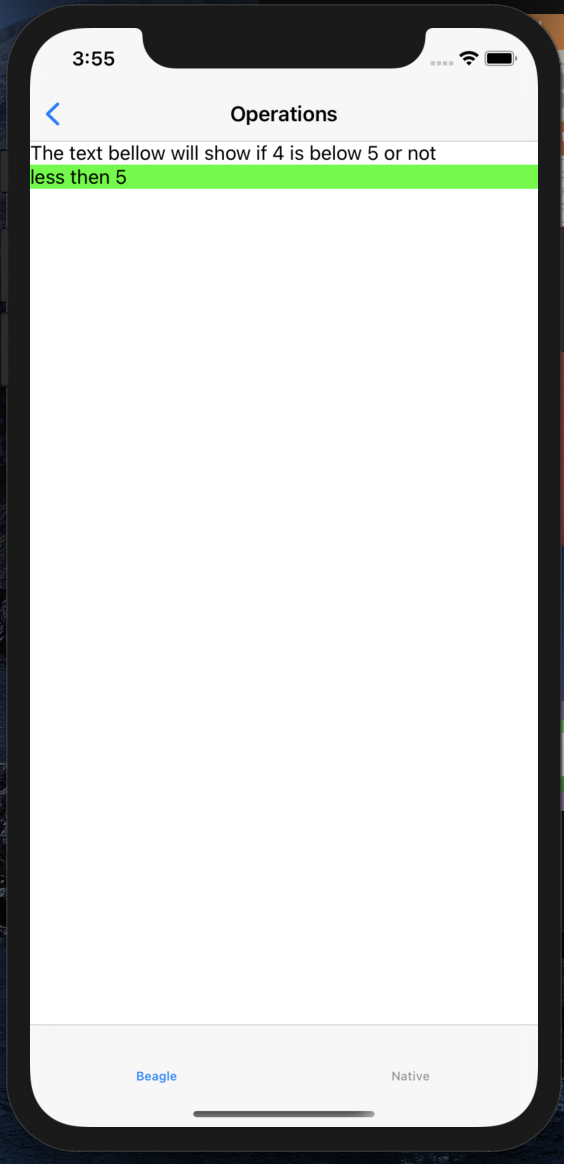 3:55
Operations
The text bellow will show if 4 is below 5 or not
less then 5
Beagle
Native